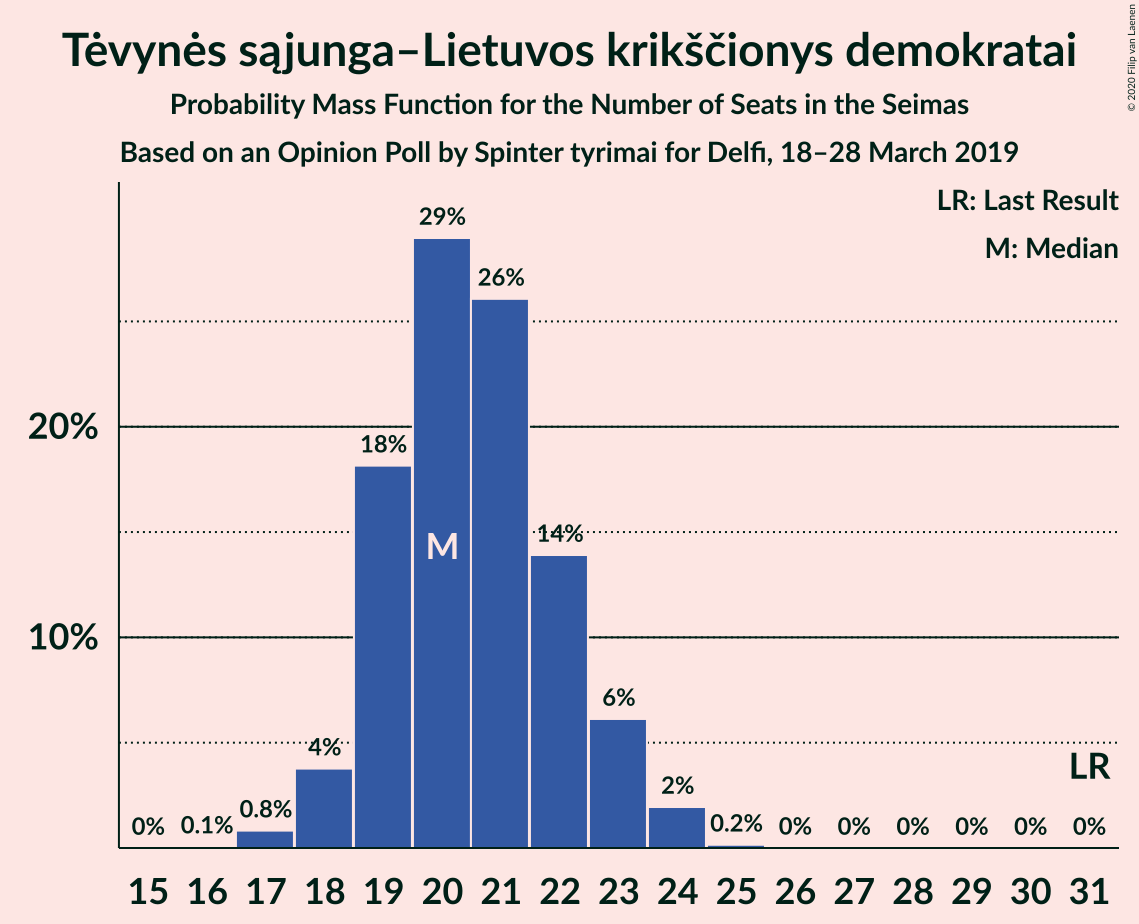 Tėvynės sąjunga–Lietuvos krikščionys demokratai
Probability Mass Function for the Number of Seats in the Seimas
Based on an Opinion Poll by Spinter tyrimai for Delfi, 18–28 March 2019
© 2020 Filip van Laenen
LR: Last Result
M: Median
29%
26%
20%
18%
14%
M
10%
6%
4%
2%
LR
0% 0.1% 0.8% 0.2% 0% 0% 0% 0% 0% 0%
15 16 17 18 19 20 21 22 23 24 25 26 27 28 29 30 31